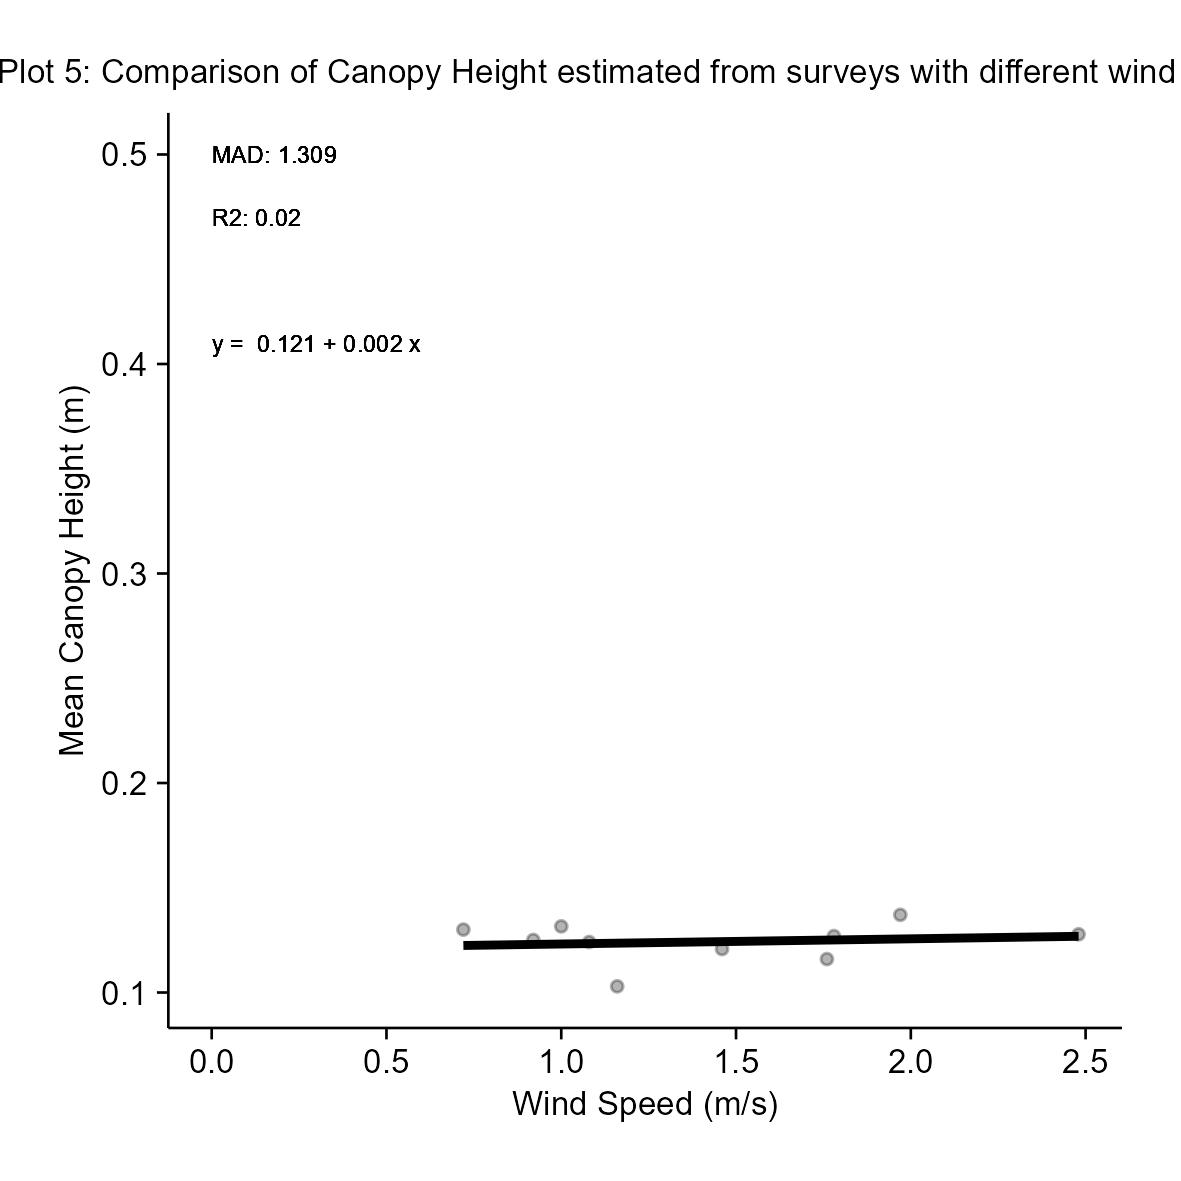 Plot 5: Comparison of Canopy Height estimated from surveys with different wind
0.5
MAD: 1.309
R2: 0.02
y =  0.121 + 0.002 x
0.4
Mean Canopy Height (m)
0.3
0.2
0.1
0.0 0.5 1.0 1.5 2.0 2.5
Wind Speed (m/s)